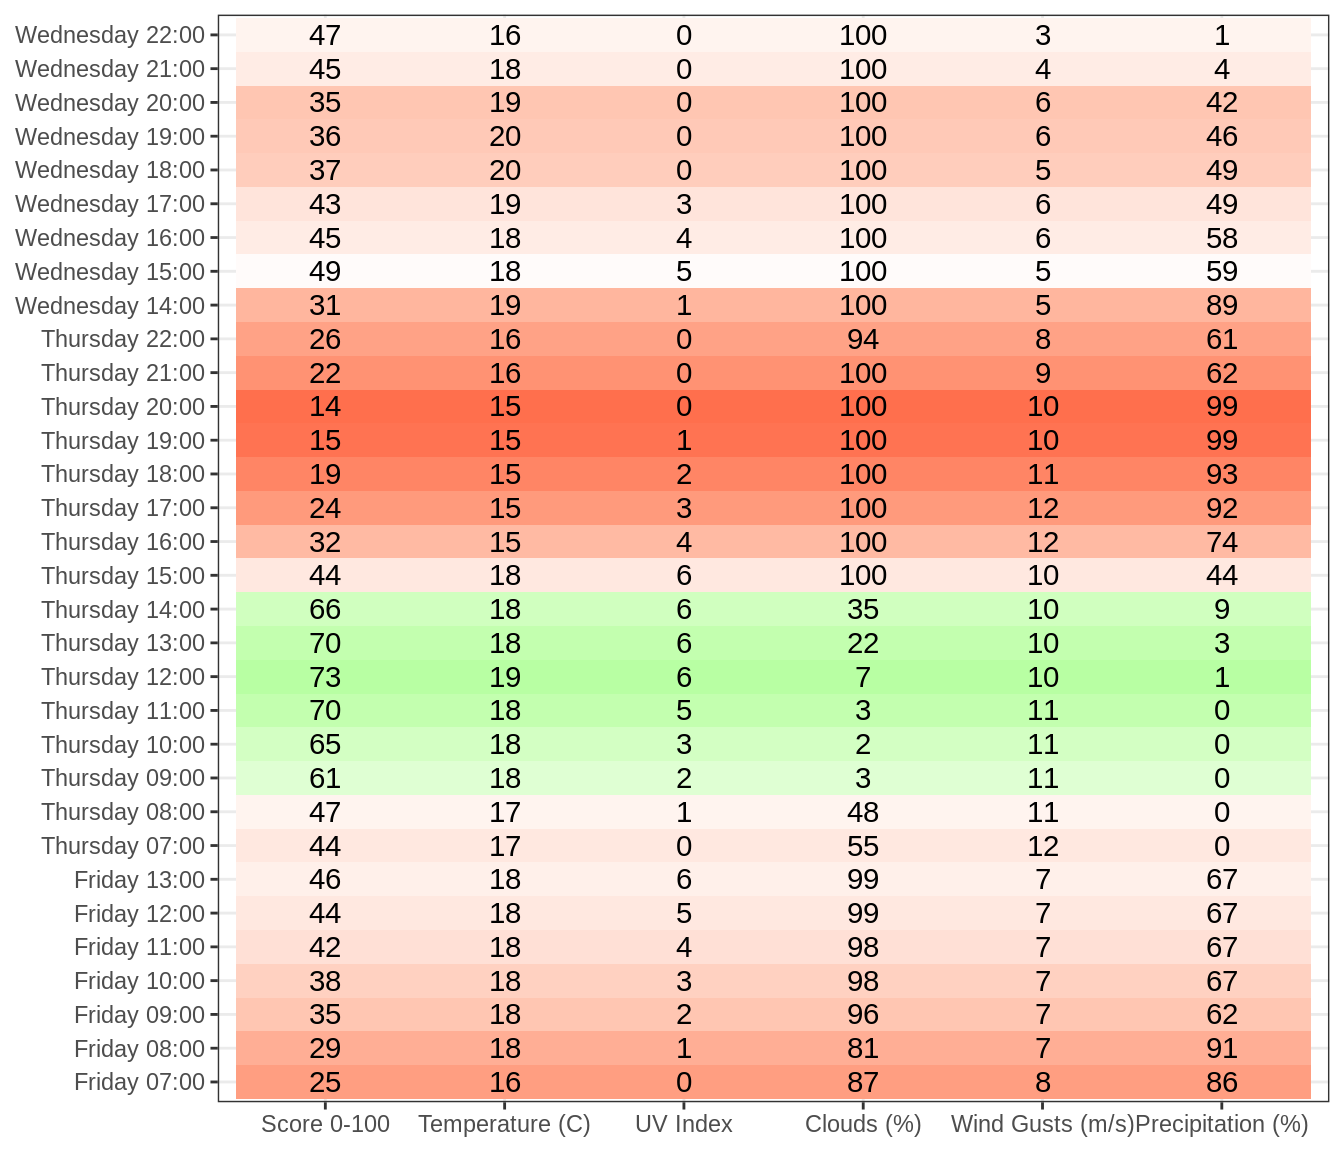 Wednesday 22:00 47 16 0 100 3 1
Wednesday 21:00 45 18 0 100 4 4
Wednesday 20:00 35 19 0 100 6 42
Wednesday 19:00 36 20 0 100 6 46
Wednesday 18:00 37 20 0 100 5 49
Wednesday 17:00 43 19 3 100 6 49
Wednesday 16:00 45 18 4 100 6 58
Wednesday 15:00 49 18 5 100 5 59
Wednesday 14:00 31 19 1 100 5 89
Thursday 22:00 26 16 0 94 8 61
Thursday 21:00 22 16 0 100 9 62
Thursday 20:00 14 15 0 100 10 99
Thursday 19:00 15 15 1 100 10 99
Thursday 18:00 19 15 2 100 11 93
Thursday 17:00 24 15 3 100 12 92
Thursday 16:00 32 15 4 100 12 74
Thursday 15:00 44 18 6 100 10 44
Thursday 14:00 66 18 6 35 10 9
Thursday 13:00 70 18 6 22 10 3
Thursday 12:00 73 19 6 7 10 1
Thursday 11:00 70 18 5 3 11 0
Thursday 10:00 65 18 3 2 11 0
Thursday 09:00 61 18 2 3 11 0
Thursday 08:00 47 17 1 48 11 0
Thursday 07:00 44 17 0 55 12 0
Friday 13:00 46 18 6 99 7 67
Friday 12:00 44 18 5 99 7 67
Friday 11:00 42 18 4 98 7 67
Friday 10:00 38 18 3 98 7 67
Friday 09:00 35 18 2 96 7 62
Friday 08:00 29 18 1 81 7 91
Friday 07:00 25 16 0 87 8 86
Score 0-100 Temperature (C) UV Index Clouds (%) Wind Gusts (m/s) Precipitation (%)